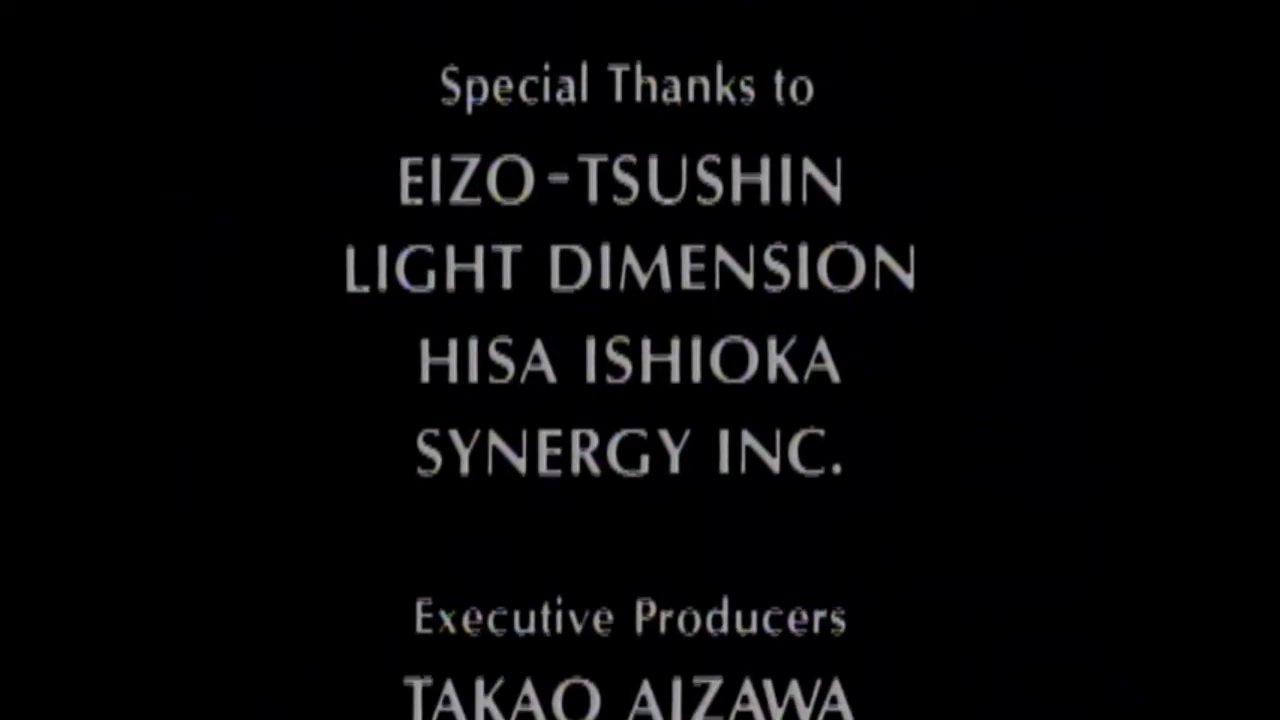 Special Thanks to
EIZO-TSUSHIN
LIGHT DIMENSION
HISA ISHIOKA
SYNERGY INC.
Executive Producers
TAKAO AIZAWA